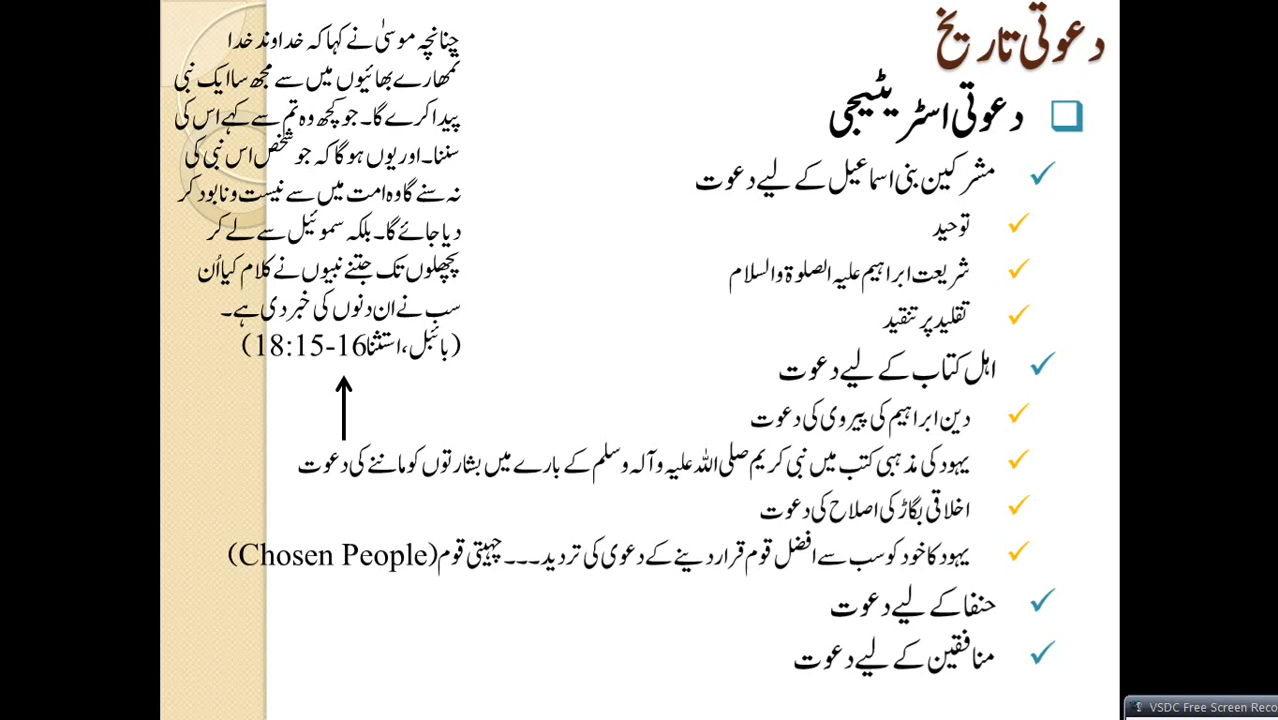 دعوتی تاریخ
دعوتی اسٹریٹیجی
مشرکین بنی اسماعیل کے لیے دعوت
توحید
شریعت ابراہیم علیہ الصلوۃ والسلام
تقلید پر تنقید
اہل کتاب کے لیے دعوت
دین ابراہیم کی پیروی کی دعوت
یہود کی مذہبی کتب میں نبی کریم صلی اللہ علیہ وآلہ وسلم کے بارے میں بشارتوں کو ماننے کی دعوت
اخلاقی بگاڑ کی اصلاح کی دعوت
یہود کا خود کو سب سے افضل قوم قرار دینے کے دعوی کی تردید۔۔۔ چہیتی قوم (Chosen People)
حنفا کے لیے دعوت
منافقین کے لیے دعوت
چنانچہ موسیٰ نے کہا کہ خداوند خدا
تمھارے بھائیوں میں سے مجھ سا ایک نبی
پیدا کرے گا۔ جو کچھ وہ تم سے کہے اس کی
سننا۔ اور یوں ہو گا کہ جو شخص اس نبی کی
نہ سنے گا وہ امت میں سے نیست و نابود کر
دیا جائے گا۔ بلکہ سموئیل سے لے کر
پچھلوں تک جتنے نبیوں نے کلام کیا اُن
سب نے ان دنوں کی خبر دی ہے۔
(بائبل، استثنا 18:15-16)
VSDC Free Screen Reco